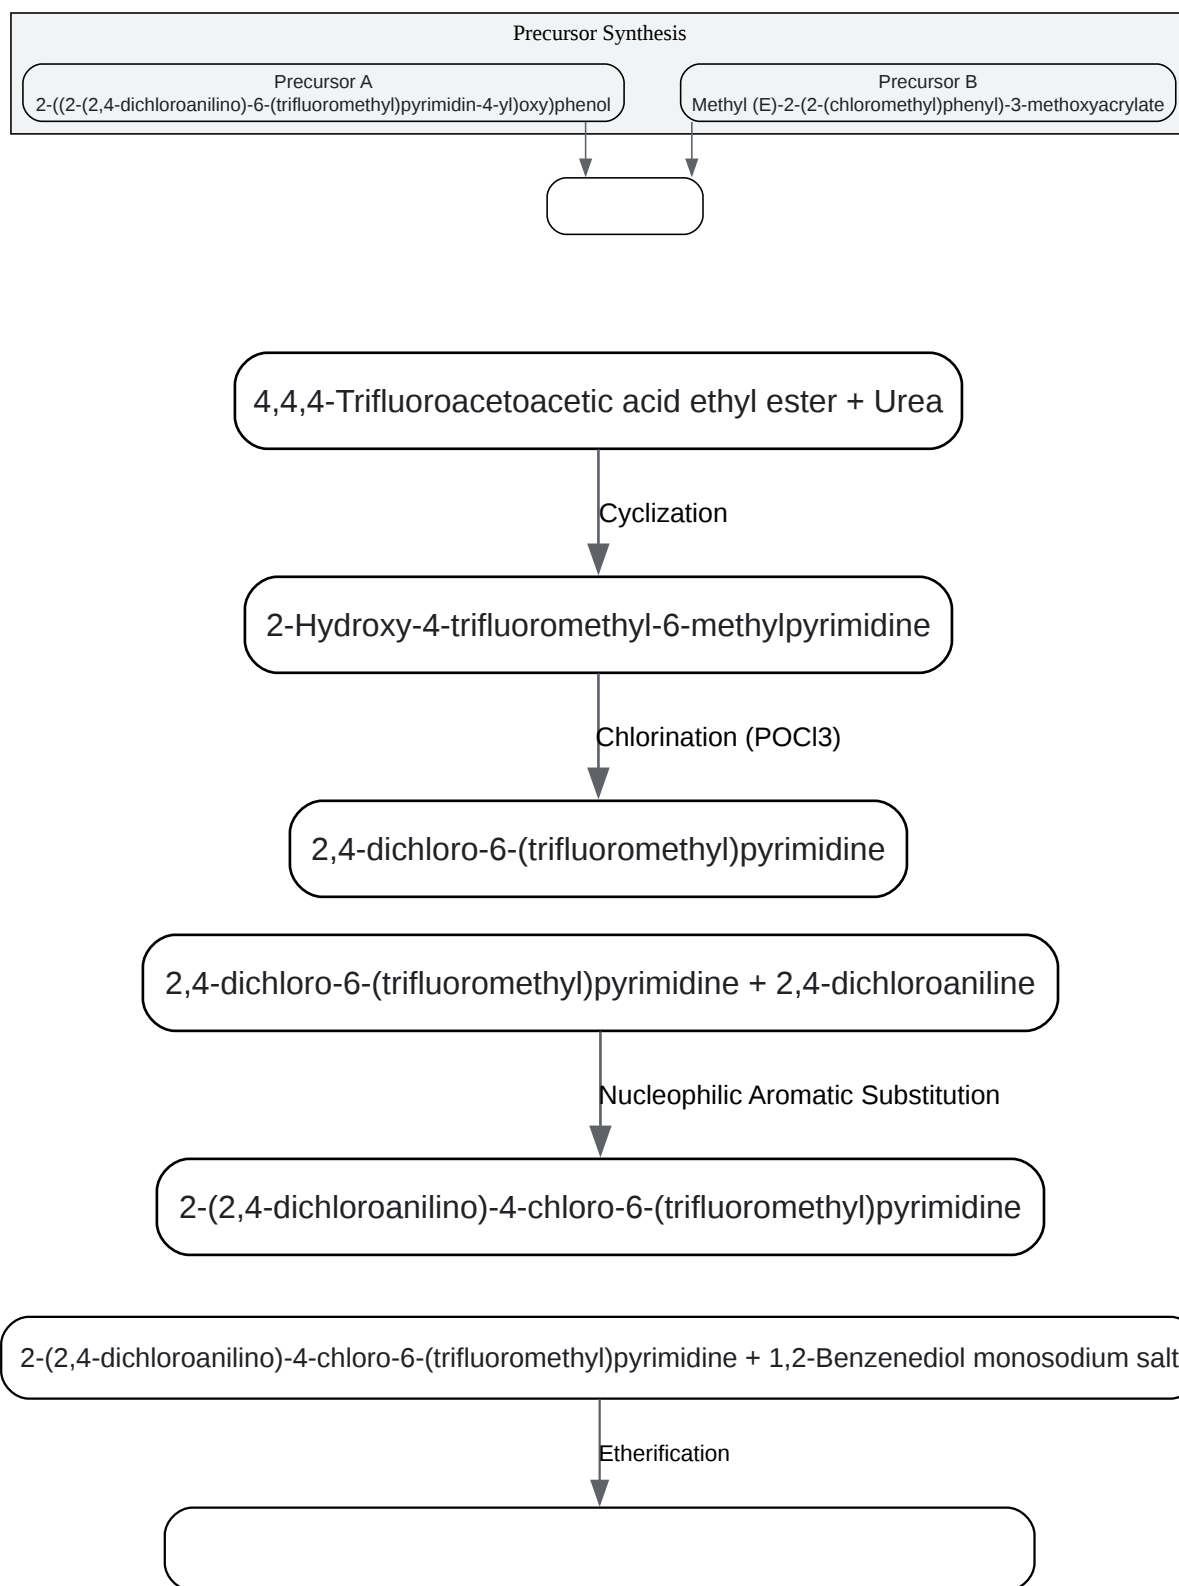 Precursor Synthesis
Precursor A
2-((2-(2,4-dichloroanilino)-6-(trifluoromethyl)pyrimidin-4-yl)oxy)phenol
Precursor B
Methyl (E)-2-(2-(chloromethyl)phenyl)-3-methoxyacrylate
4,4,4-Trifluoroacetoacetic acid ethyl ester + Urea
Cyclization
2-Hydroxy-4-trifluoromethyl-6-methylpyrimidine
Chlorination (POCl3)
2,4-dichloro-6-(trifluoromethyl)pyrimidine
2,4-dichloro-6-(trifluoromethyl)pyrimidine + 2,4-dichloroaniline
Nucleophilic Aromatic Substitution
2-(2,4-dichloroanilino)-4-chloro-6-(trifluoromethyl)pyrimidine
2-(2,4-dichloroanilino)-4-chloro-6-(trifluoromethyl)pyrimidine + 1,2-Benzenediol monosodium salt
Etherification